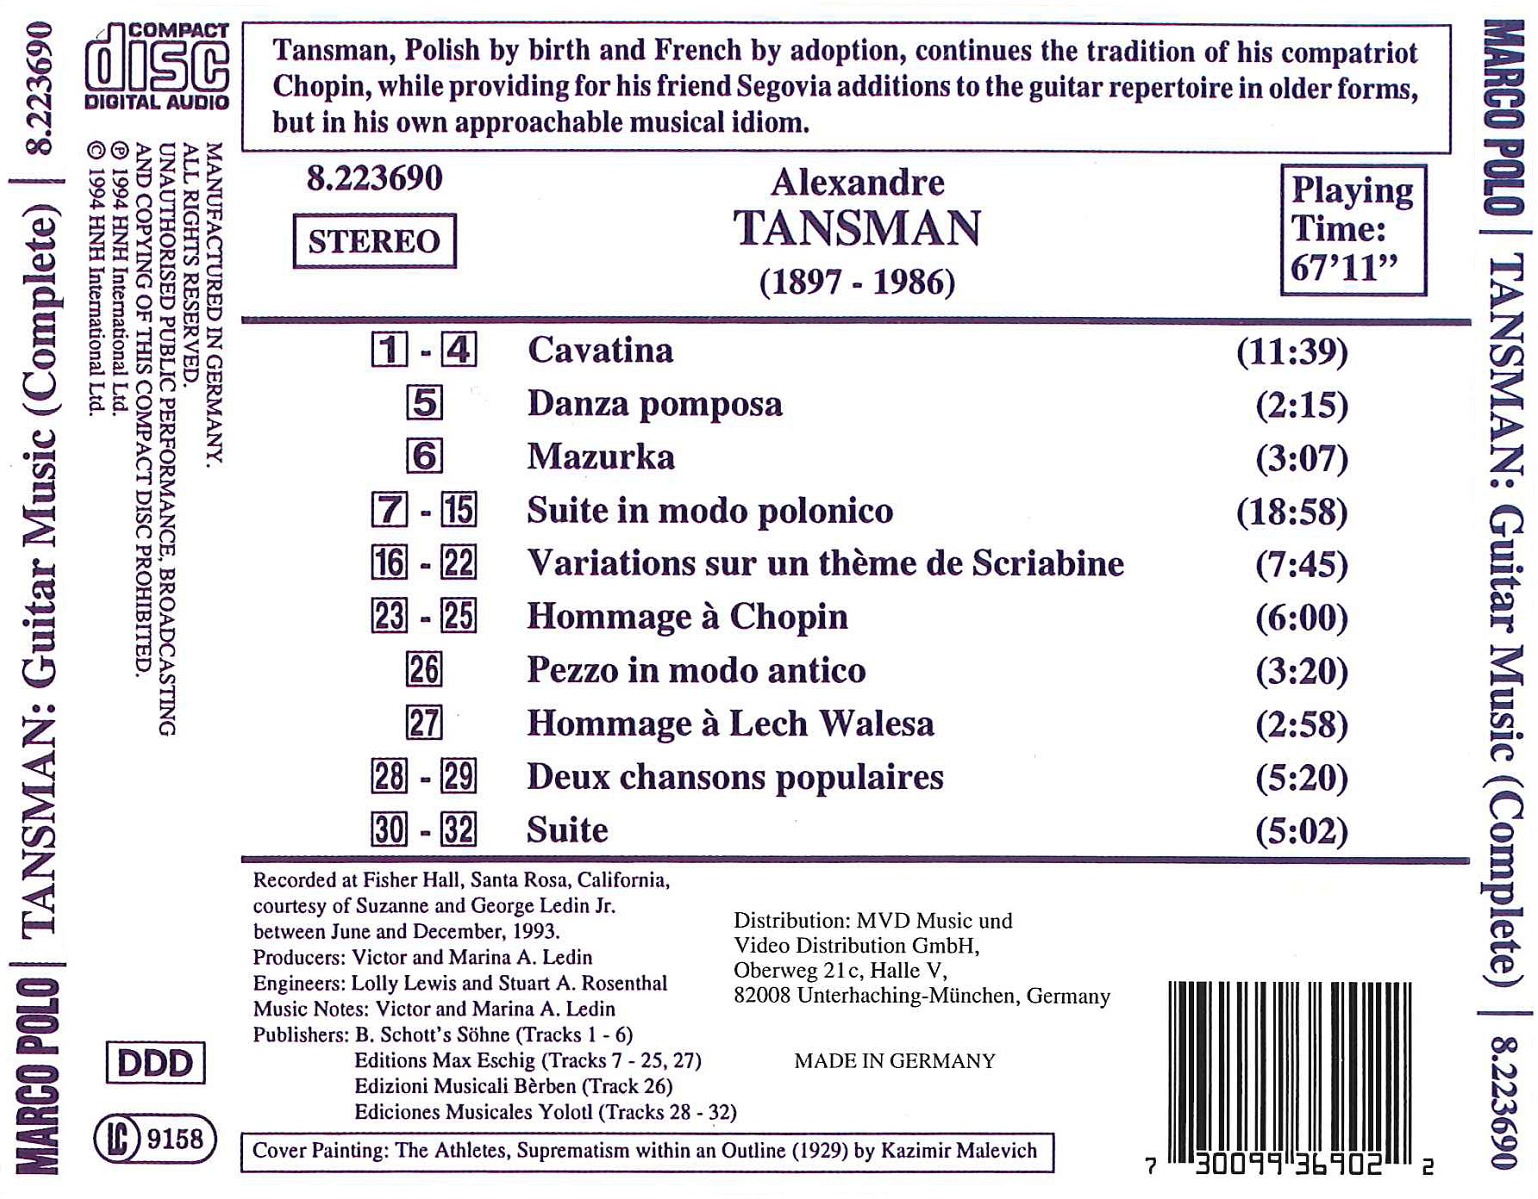 8.223690
TANSMAN: Guitar Music (Complete)
MARCO POLO
COMPACT
disc
DIGITAL AUDIO
MANUFACTURED IN GERMANY.
ALL RIGHTS RESERVED.
UNAUTHORISED PUBLIC PERFORMANCE, BROADCASTING
AND COPYING OF THIS COMPACT DISC PROHIBITED.
℗ 1994 HNH International Ltd.
© 1994 HNH International Ltd.
DDD
LC 9158
Tansman, Polish by birth and French by adoption, continues the tradition of his compatriot
Chopin, while providing for his friend Segovia additions to the guitar repertoire in older forms,
but in his own approachable musical idiom.
8.223690
STEREO
Alexandre
TANSMAN
(1897 - 1986)
Playing
Time:
67’11”
1 - 4 Cavatina (11:39)
5 Danza pomposa (2:15)
6 Mazurka (3:07)
7 - 15 Suite in modo polonico (18:58)
16 - 22 Variations sur un thème de Scriabine (7:45)
23 - 25 Hommage à Chopin (6:00)
26 Pezzo in modo antico (3:20)
27 Hommage à Lech Walesa (2:58)
28 - 29 Deux chansons populaires (5:20)
30 - 32 Suite (5:02)
Recorded at Fisher Hall, Santa Rosa, California,
courtesy of Suzanne and George Ledin Jr.
between June and December, 1993.
Producers: Victor and Marina A. Ledin
Engineers: Lolly Lewis and Stuart A. Rosenthal
Music Notes: Victor and Marina A. Ledin
Publishers: B. Schott's Söhne (Tracks 1 - 6)
Editions Max Eschig (Tracks 7 - 25, 27)
Edizioni Musicali Bèrben (Track 26)
Ediciones Musicales Yolotl (Tracks 28 - 32)
Distribution: MVD Music und
Video Distribution GmbH,
Oberweg 21c, Halle V,
82008 Unterhaching-München, Germany
MADE IN GERMANY
Cover Painting: The Athletes, Suprematism within an Outline (1929) by Kazimir Malevich
7 30099 36902 2
MARCO POLO
TANSMAN: Guitar Music (Complete)
8.223690